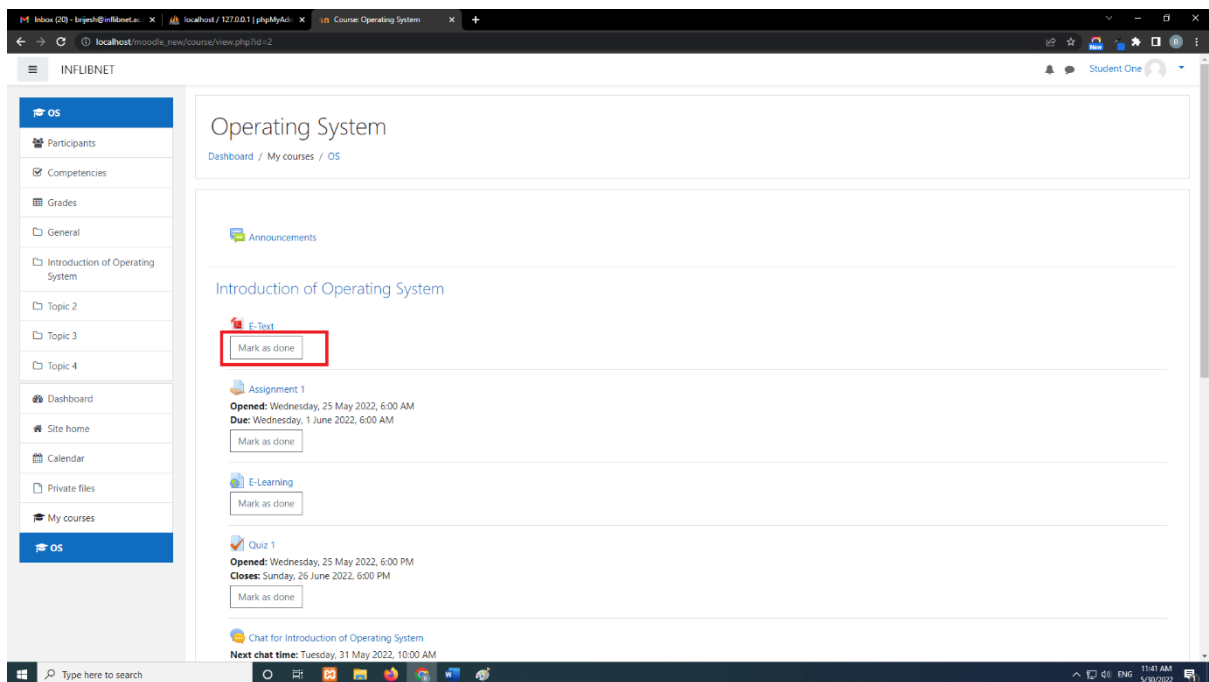 Inbox (20) - brijesh@inflibnet.ac.
localhost / 127.0.0.1 | phpMyAdm
Course: Operating System
localhost/moodle_new/course/view.php?id=2
New
B
INFLIBNET
Student One
OS
Participants
Competencies
Grades
General
Introduction of Operating
System
Topic 2
Topic 3
Topic 4
Dashboard
Site home
Calendar
Private files
My courses
OS
Operating System
Dashboard / My courses / OS
Announcements
Introduction of Operating System
E-Text
Mark as done
Assignment 1
Opened: Wednesday, 25 May 2022, 6:00 AM
Due: Wednesday, 1 June 2022, 6:00 AM
Mark as done
E-Learning
Mark as done
Quiz 1
Opened: Wednesday, 25 May 2022, 6:00 PM
Closes: Sunday, 26 June 2022, 6:00 PM
Mark as done
Chat for Introduction of Operating System
Next chat time: Tuesday, 31 May 2022, 10:00 AM
Type here to search
ENG
11:41 AM
5/30/2022